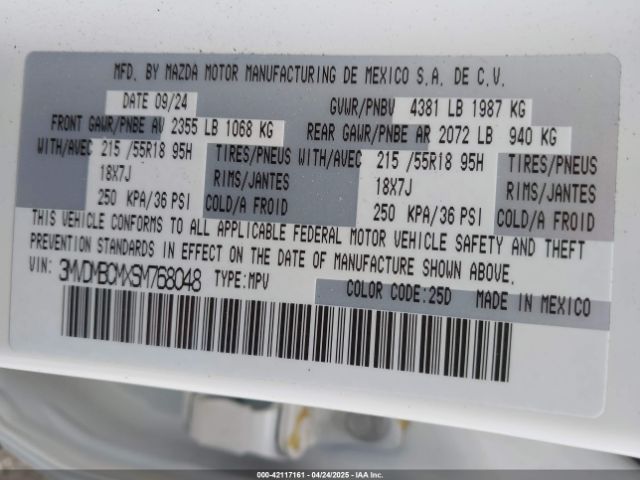 MFD. BY MAZDA MOTOR MANUFACTURING DE MEXICO S.A. DE C.V.
DATE 09/24 GVWR/PNBV 4381 LB 1987 KG
FRONT GAWR/PNBE AV 2355 LB 1068 KG REAR GAWR/PNBE AR 2072 LB 940 KG
WITH/AVEC 215 /55R18 95H TIRES/PNEUS WITH/AVEC 215 /55R18 95H TIRES/PNEUS
18X7J RIMS/JANTES 18X7J RIMS/JANTES
250 KPA/36 PSI COLD/A FROID 250 KPA/36 PSI COLD/A FROID
THIS VEHICLE CONFORMS TO ALL APPLICABLE FEDERAL MOTOR VEHICLE SAFETY AND THEFT
PREVENTION STANDARDS IN EFFECT ON THE DATE OF MANUFACTURE SHOWN ABOVE.
VIN: 3MVDMBCMXSM768048 TYPE:MPV COLOR CODE:25D MADE IN MEXICO
000-42117161 - 04/24/2025 - IAA Inc.